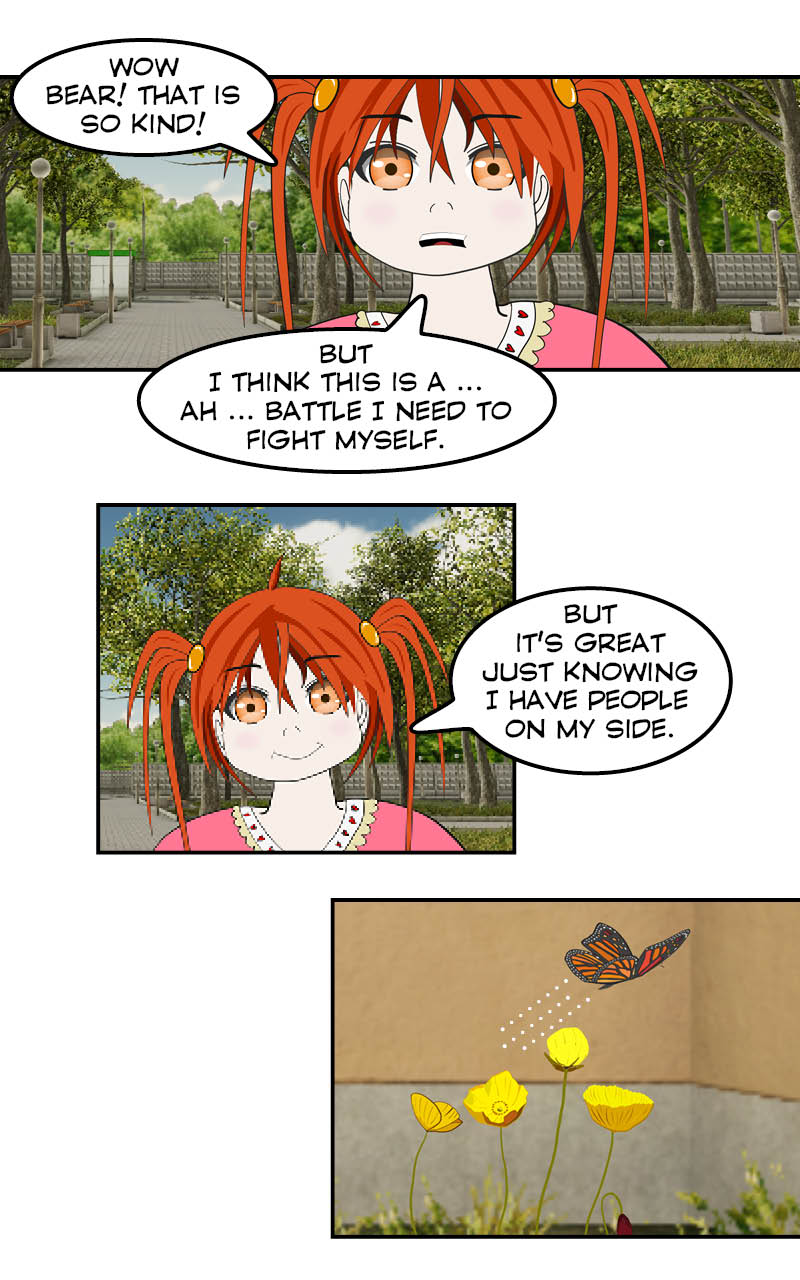 WOW
BEAR! THAT IS
SO KIND!
BUT
I THINK THIS IS A ...
AH ... BATTLE I NEED TO
FIGHT MYSELF.
BUT
IT'S GREAT
JUST KNOWING
I HAVE PEOPLE
ON MY SIDE.